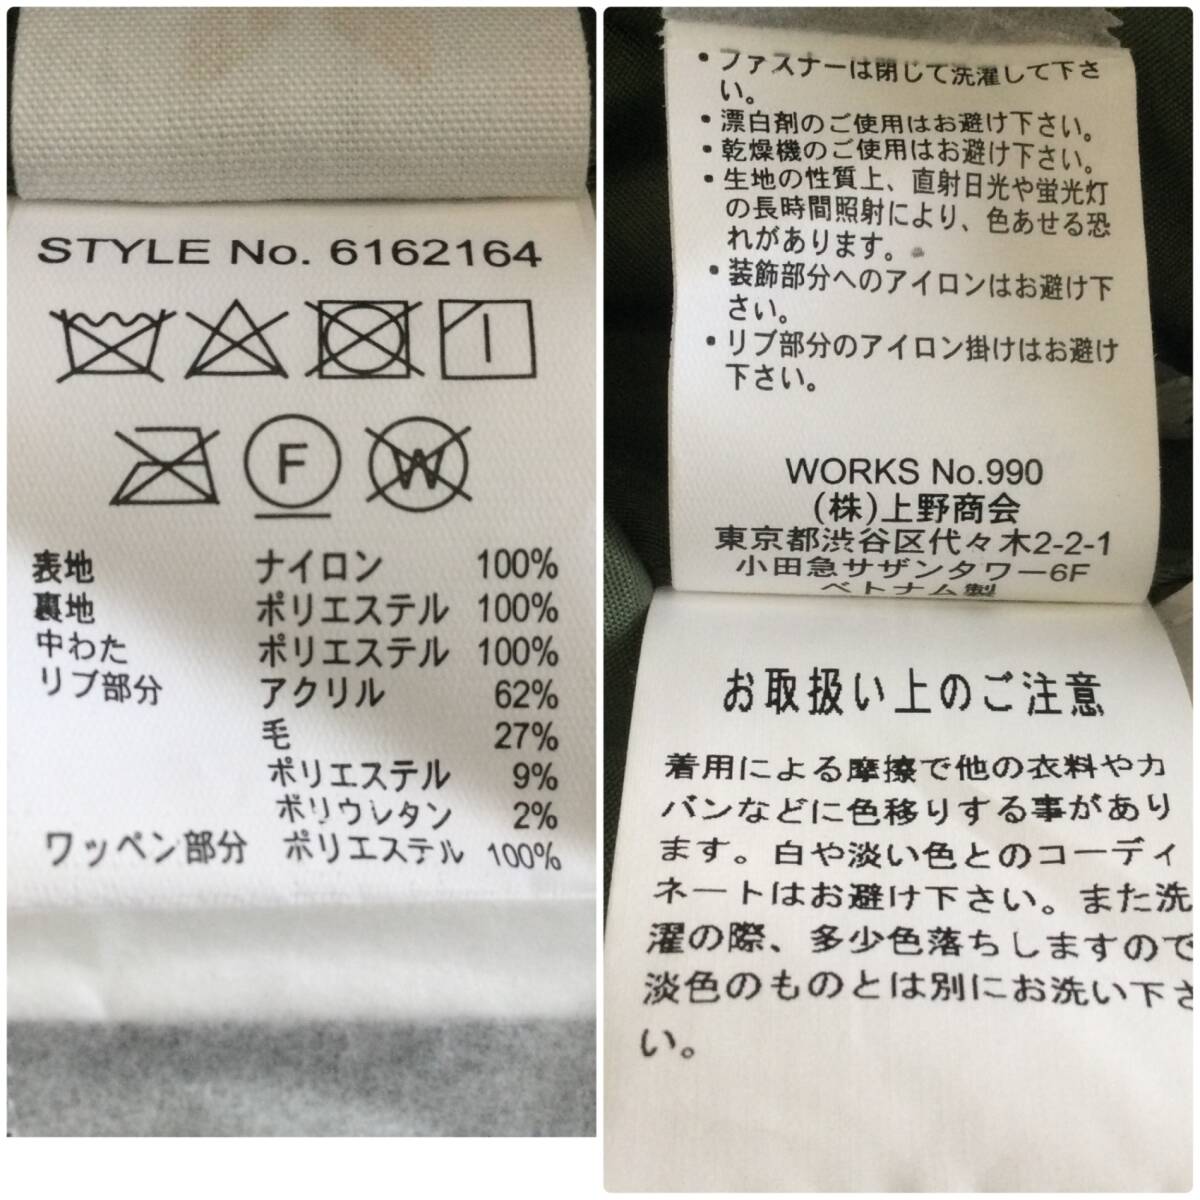 STYLE No. 6162164
F
W
表地 ナイロン 100%
裏地 ポリエステル 100%
中わた ポリエステル 100%
リブ部分 アクリル 62%
毛 27%
ポリエステル 9%
ポリウレタン 2%
ワッペン部分 ポリエステル 100%
・ファスナーは閉じて洗濯して下さ
い。
・漂白剤のご使用はお避け下さい。
・乾燥機のご使用はお避け下さい。
・生地の性質上、直射日光や蛍光灯
の長時間照射により、色あせる恐
れがあります。
・装飾部分へのアイロンはお避け下
さい。
・リブ部分のアイロン掛けはお避け
下さい。
WORKS No.990
(株)上野商会
東京都渋谷区代々木2-2-1
小田急サザンタワー6F
ベトナム製
お取扱い上のご注意
着用による摩擦で他の衣料やカ
バンなどに色移りする事があり
ます。白や淡い色とのコーディ
ネートはお避け下さい。また洗
濯の際、多少色落ちしますので
淡色のものとは別にお洗い下さ
い。